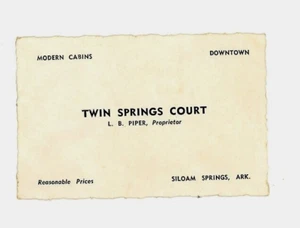 MODERN CABINS
DOWNTOWN
TWIN SPRINGS COURT
L. B. PIPER, Proprietor
Reasonable Prices
SILOAM SPRINGS, ARK.